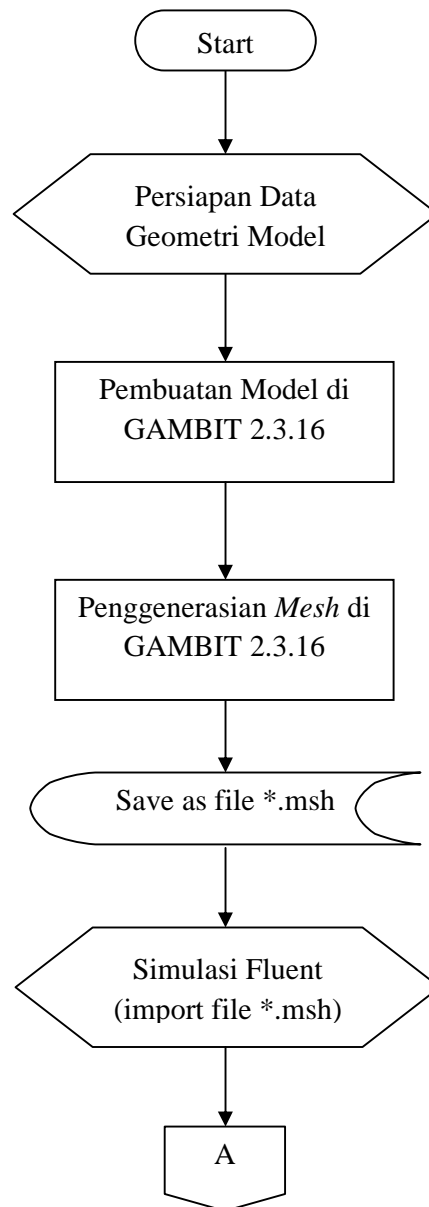 Start
Persiapan Data
Geometri Model
Pembuatan Model di
GAMBIT 2.3.16
Penggenerasian Mesh di
GAMBIT 2.3.16
Save as file *.msh
Simulasi Fluent
(import file *.msh)
A